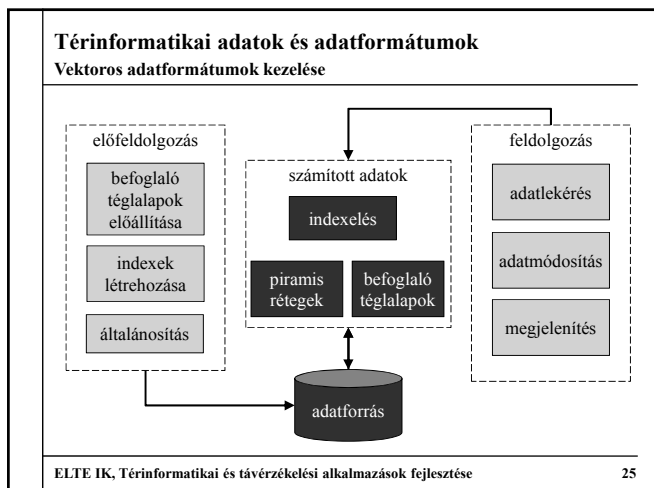 Térinformatikai adatok és adatformátumok
Vektoros adatformátumok kezelése
előfeldolgozás
befoglaló
téglalapok
előállítása
indexek
létrehozása
általánosítás
számított adatok
indexelés
piramis
rétegek
befoglaló
téglalapok
adatforrás
feldolgozás
adatlekérés
adatmódosítás
megjelenítés
ELTE IK, Térinformatikai és távérzékelési alkalmazások fejlesztése
25